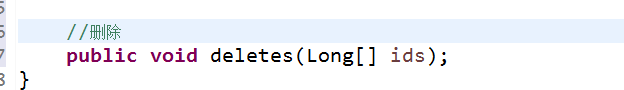 //删除
public void deletes(Long[] ids);
}